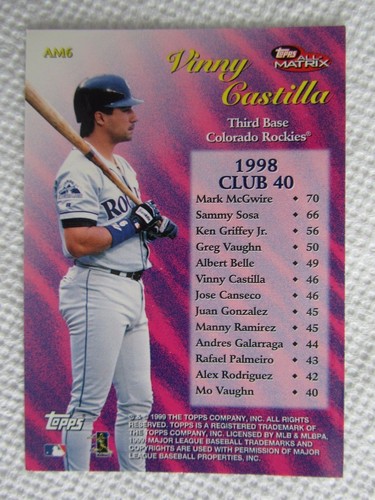 AM6
Vinny
Castilla
Topps
ALL
MATRIX
Third Base
Colorado Rockies®
1998
CLUB 40
Mark McGwire ◆ 70
Sammy Sosa ◆ 66
Ken Griffey Jr. ◆ 56
Greg Vaughn ◆ 50
Albert Belle ◆ 49
Vinny Castilla ◆ 46
Jose Canseco ◆ 46
Juan Gonzalez ◆ 45
Manny Ramirez ◆ 45
Andres Galarraga ◆ 44
Rafael Palmeiro ◆ 43
Alex Rodriguez ◆ 42
Mo Vaughn ◆ 40
Topps
® & © 1999 THE TOPPS COMPANY, INC. ALL RIGHTS
RESERVED. TOPPS IS A REGISTERED TRADEMARK OF
THE TOPPS COMPANY, INC. LICENSED BY MLB & MLBPA.
1999 MAJOR LEAGUE BASEBALL TRADEMARKS AND
COPYRIGHTS ARE USED WITH PERMISSION OF MAJOR
LEAGUE BASEBALL PROPERTIES, INC.